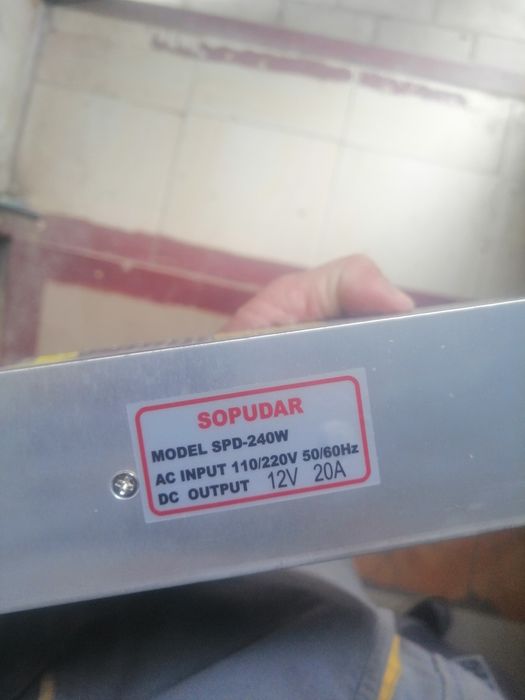 SOPUDAR
MODEL SPD-240W
AC INPUT 110/220V 50/60Hz
DC OUTPUT 12V 20A